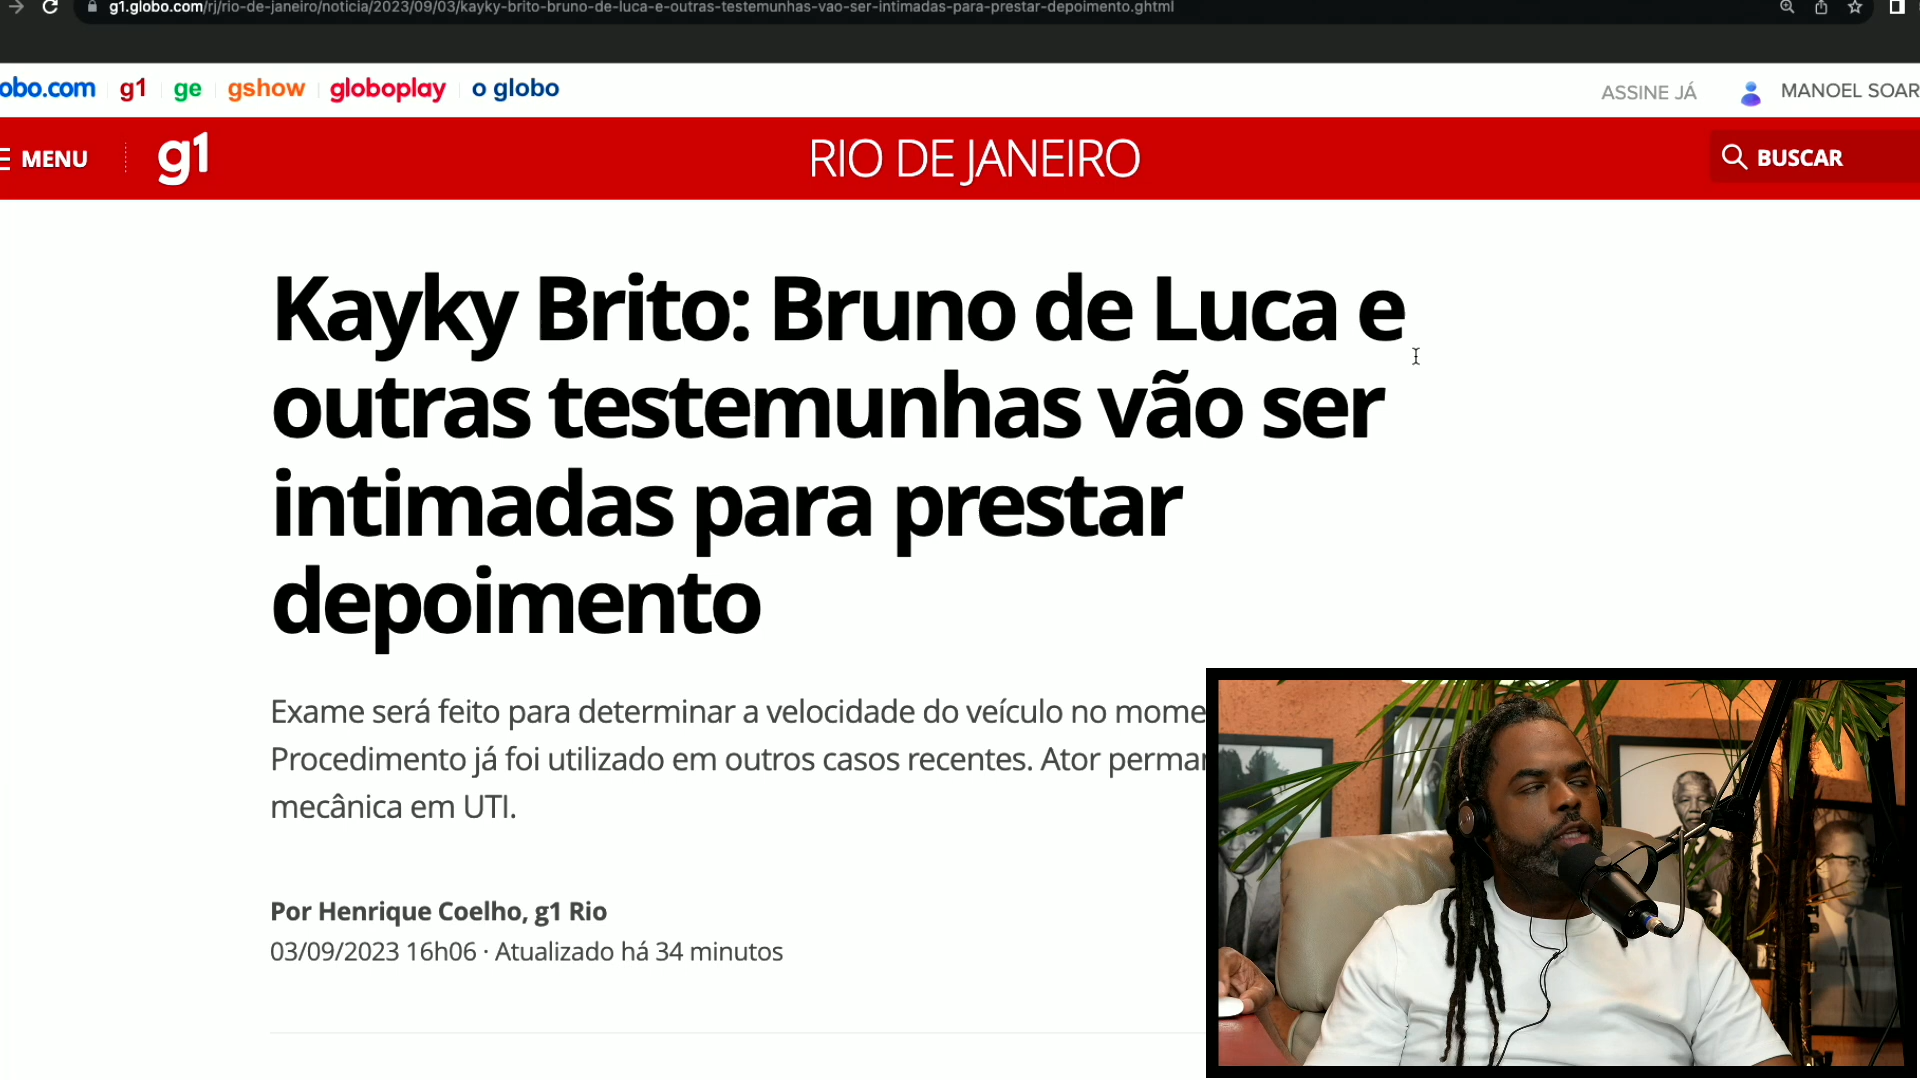 g1.globo.com/rj/rio-de-janeiro/noticia/2023/09/03/kayky-brito-bruno-de-luca-e-outras-testemunhas-vao-ser-intimadas-para-prestar-depoimento.ghtml
obo.com g1 ge gshow globoplay o globo ASSINE JÁ MANOEL SOAR
MENU g1 RIO DE JANEIRO BUSCAR
Kayky Brito: Bruno de Luca e
outras testemunhas vão ser
intimadas para prestar
depoimento
Exame será feito para determinar a velocidade do veículo no mome
Procedimento já foi utilizado em outros casos recentes. Ator perma
mecânica em UTI.
Por Henrique Coelho, g1 Rio
03/09/2023 16h06 · Atualizado há 34 minutos